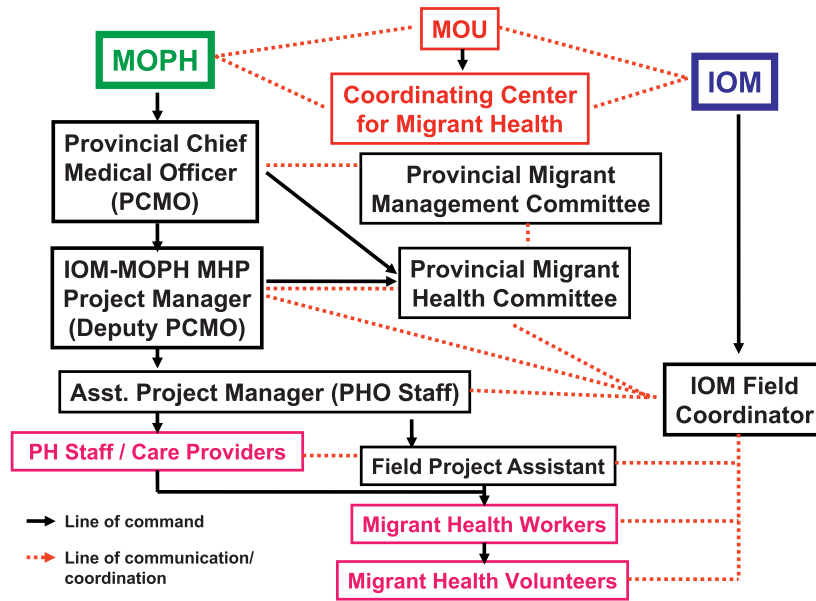 MOU
MOPH
IOM
Coordinating Center
for Migrant Health
Provincial Chief
Medical Officer
(PCMO)
Provincial Migrant
Management Committee
IOM-MOPH MHP
Project Manager
(Deputy PCMO)
Provincial Migrant
Health Committee
Asst. Project Manager (PHO Staff)
IOM Field
Coordinator
PH Staff / Care Providers
Field Project Assistant
Migrant Health Workers
Migrant Health Volunteers
Line of command
Line of communication/
coordination